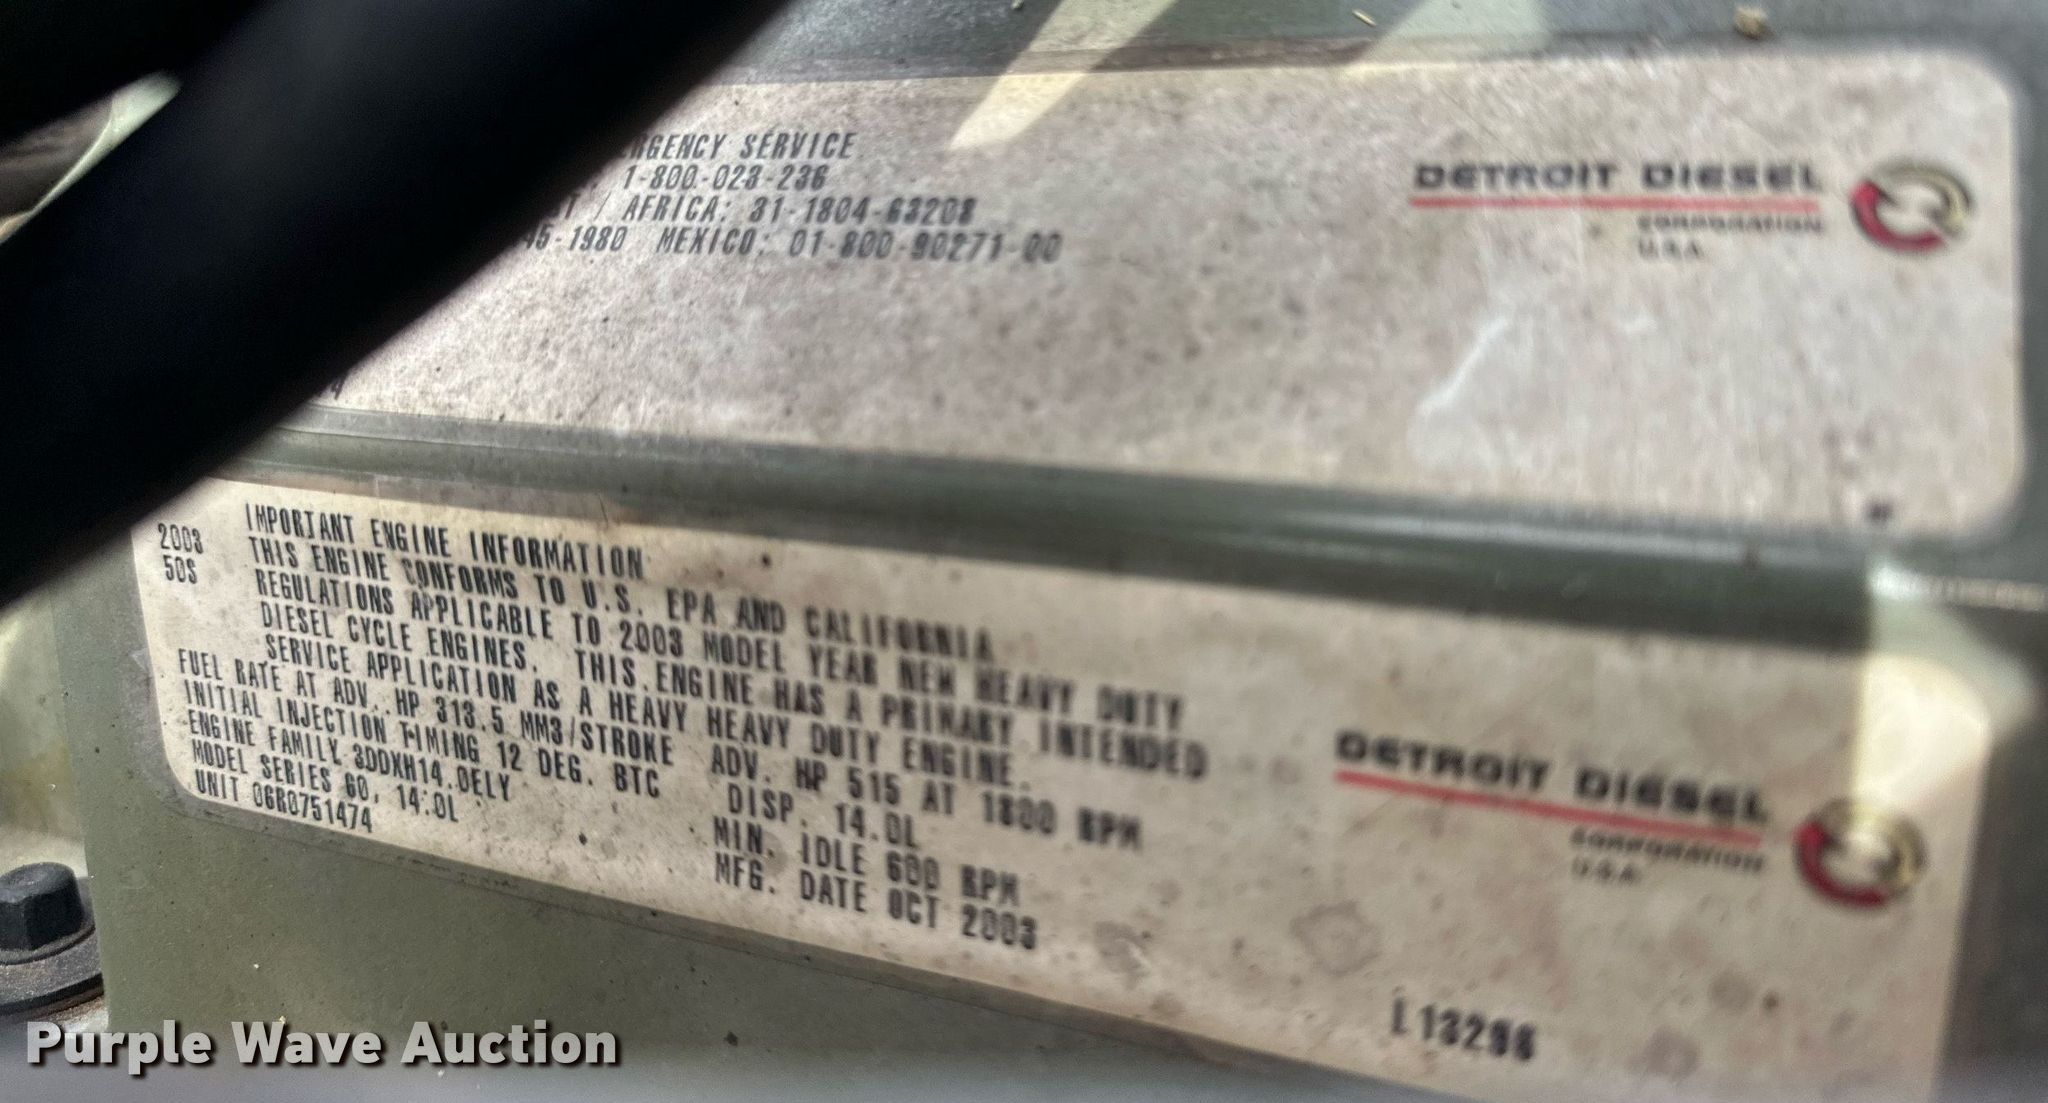 RGENCY SERVICE
1-800-023-236
T / AFRICA: 31-1804-63208
45-1980 MEXICO: 01-800-90271-00
DETROIT DIESEL
CORPORATION
U.S.A.
2003
50S
IMPORTANT ENGINE INFORMATION
THIS ENGINE CONFORMS TO U.S. EPA AND CALIFORNIA
REGULATIONS APPLICABLE TO 2003 MODEL YEAR NEW HEAVY DUTY
DIESEL CYCLE ENGINES. THIS ENGINE HAS A PRIMARY INTENDED
SERVICE APPLICATION AS A HEAVY HEAVY DUTY ENGINE.
FUEL RATE AT ADV. HP 313.5 MM3/STROKE ADV. HP 515 AT 1800 RPM
INITIAL INJECTION TIMING 12 DEG. BTC DISP. 14.0L
ENGINE FAMILY 3DDXH14.0ELY MIN. IDLE 600 RPM
MODEL SERIES 60, 14.0L MFG. DATE OCT 2003
UNIT 06R0751474
DETROIT DIESEL
CORPORATION
U.S.A.
Purple Wave Auction